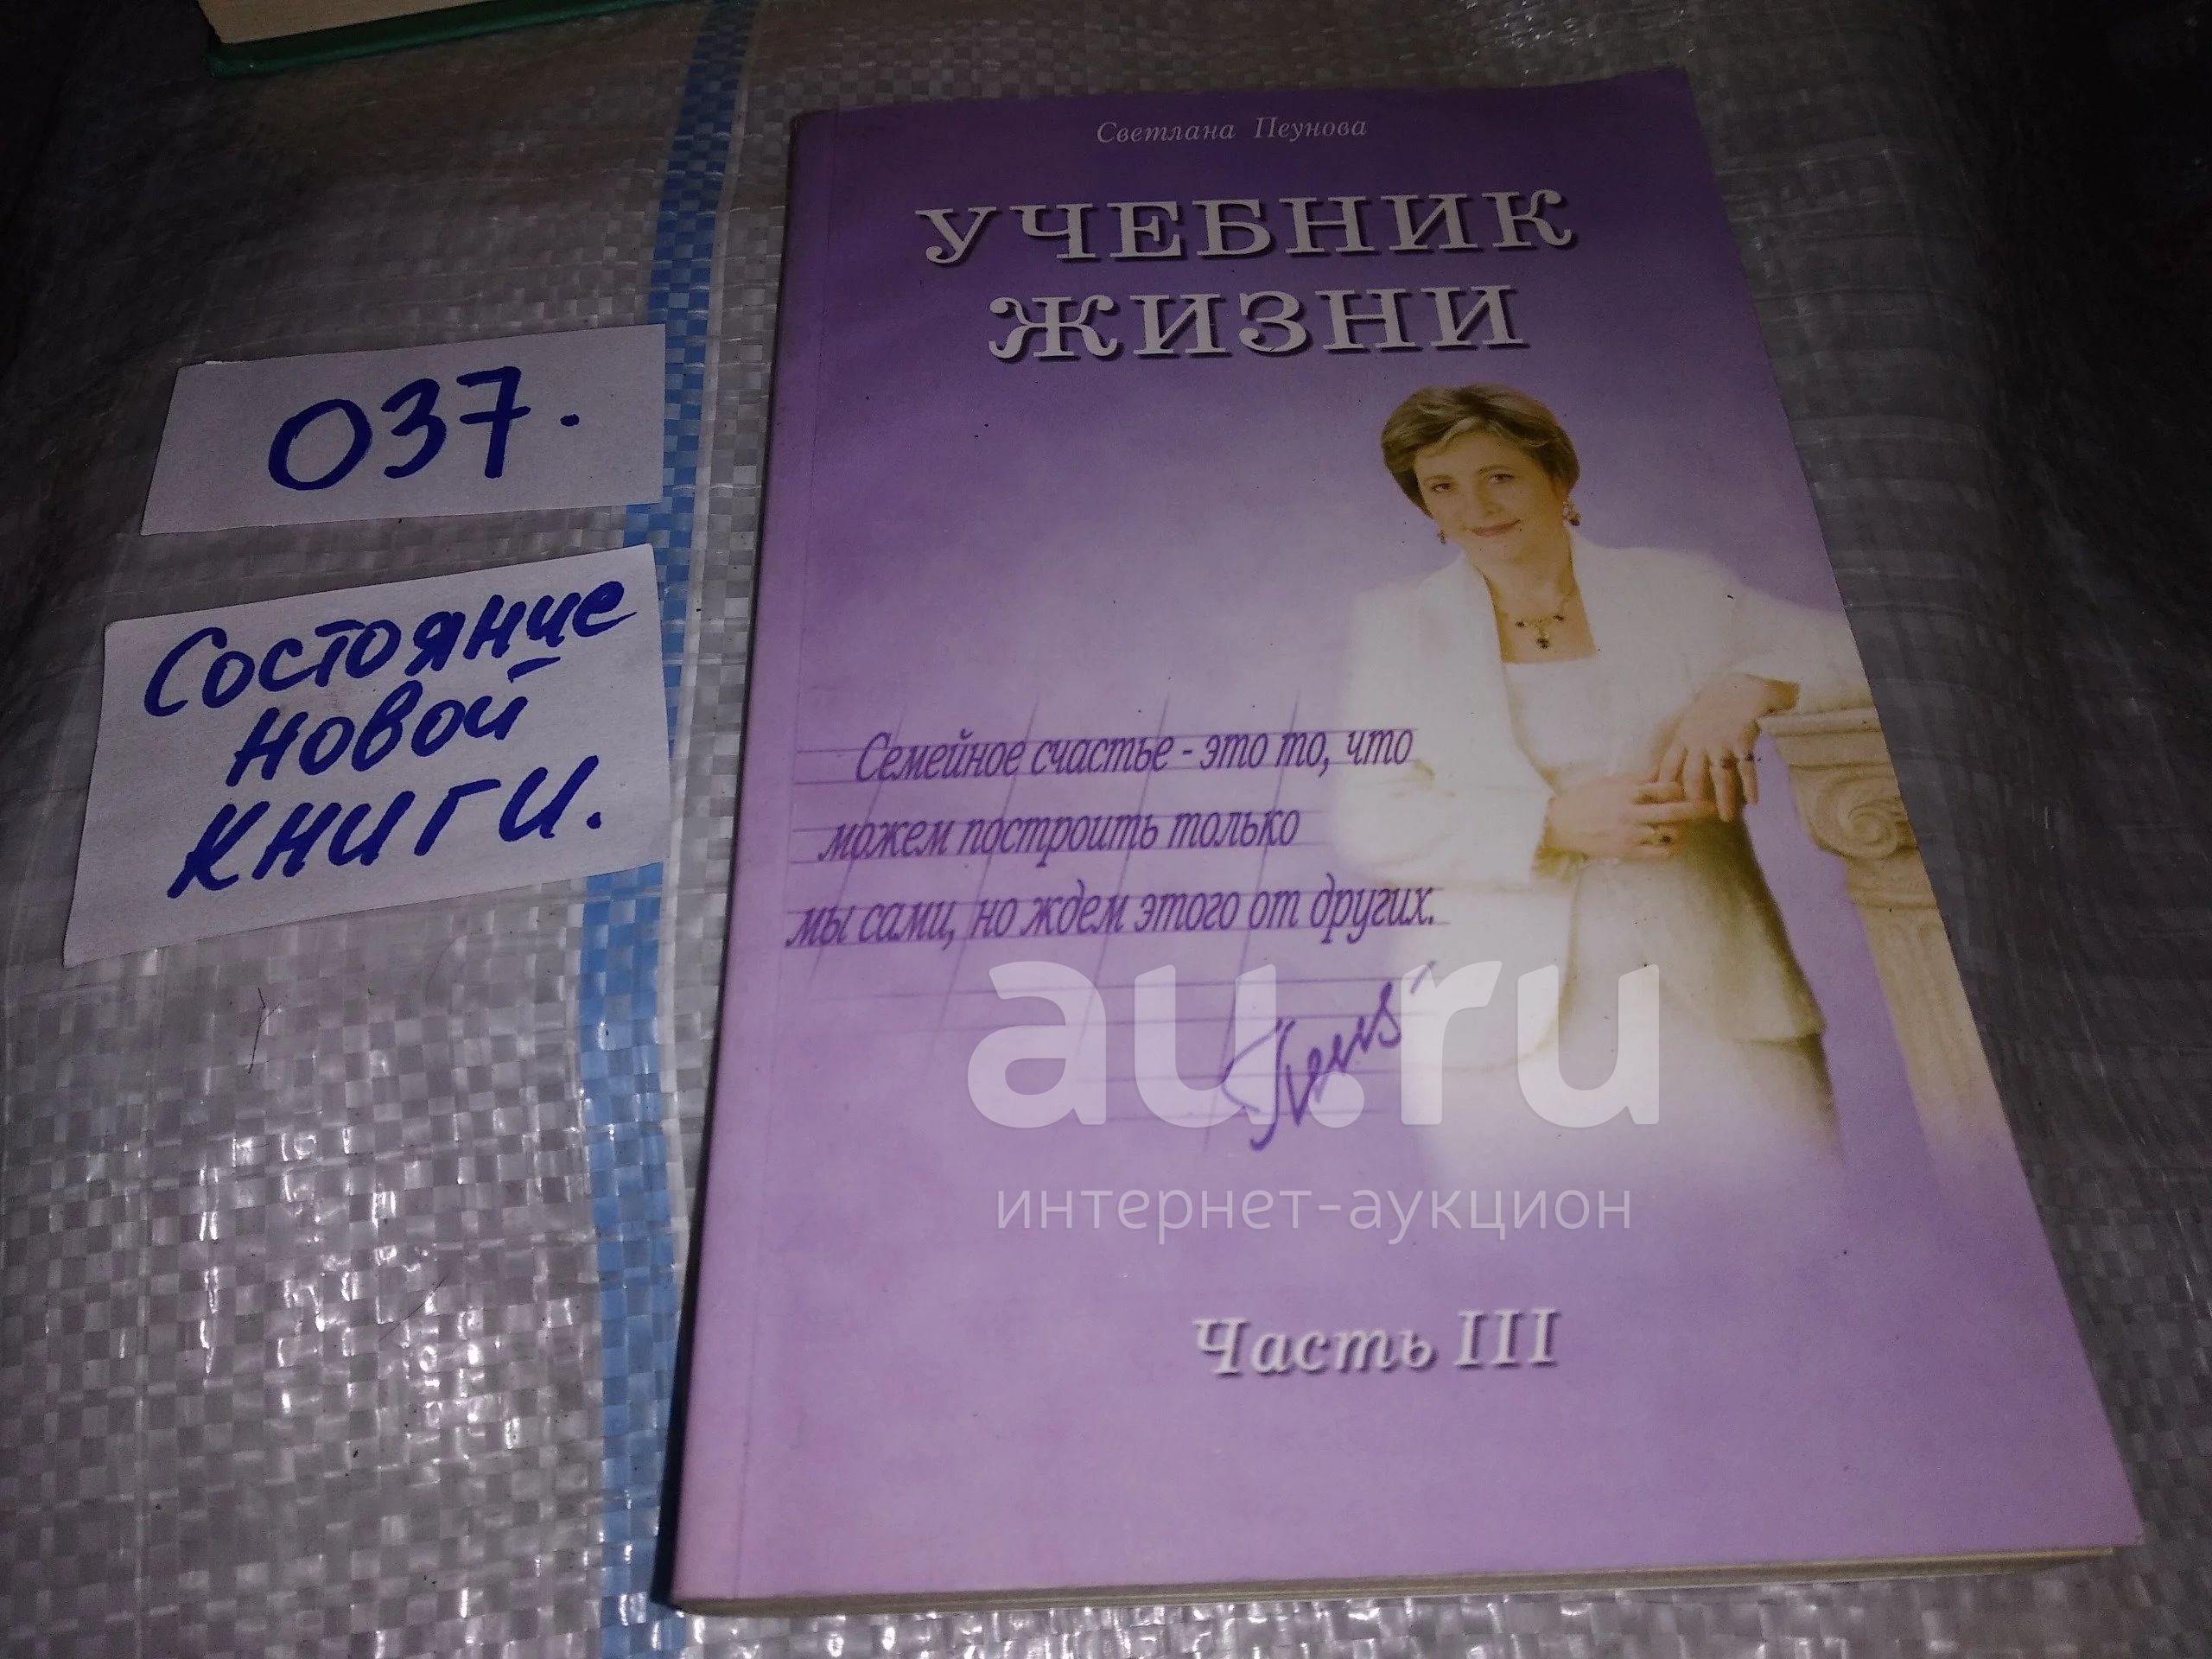 Светлана Пеунова
УЧЕБНИК
ЖИЗНИ
037.
Состояние
новой
книги.
Семейное счастье - это то, что
можем построить только
мы сами, но ждем этого от других.
au.ru
интернет-аукцион
Часть III